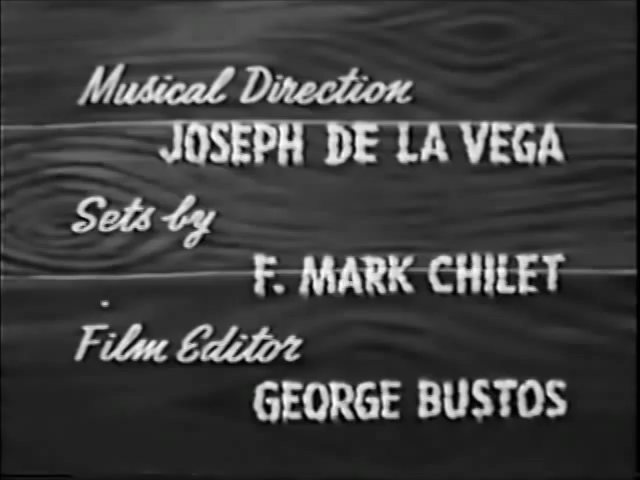 Musical Direction
JOSEPH DE LA VEGA
Sets by
F. MARK CHILET
Film Editor
GEORGE BUSTOS